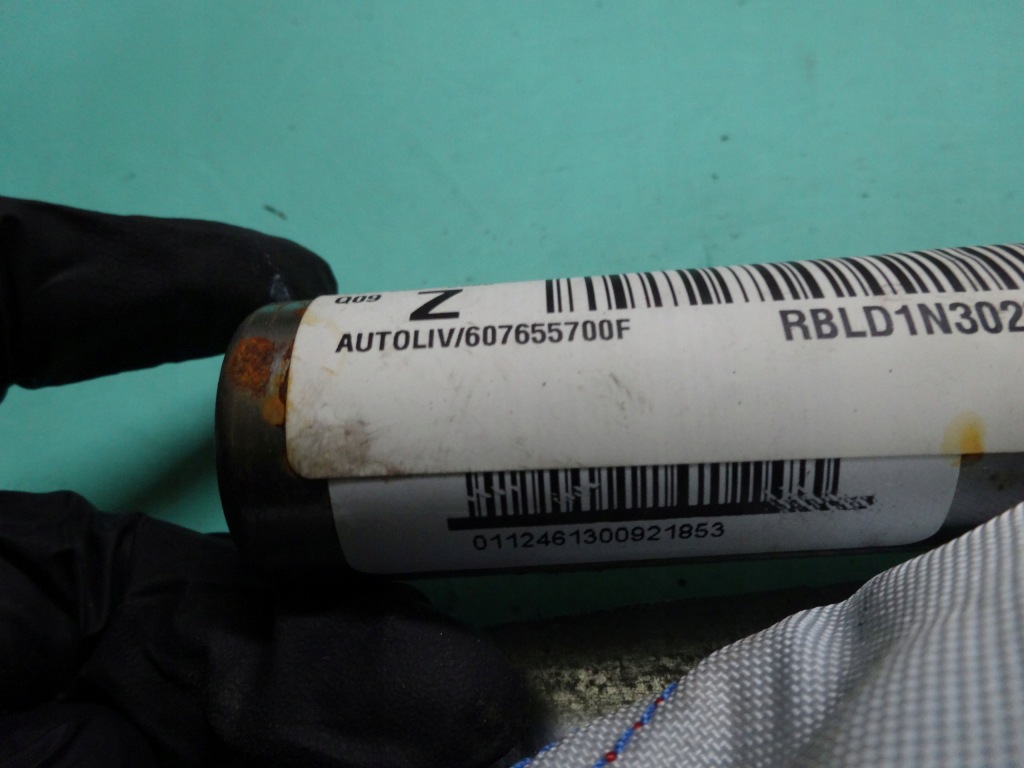 Q09 Z
AUTOLIV/607655700F RBLD1N302
0112461300921853